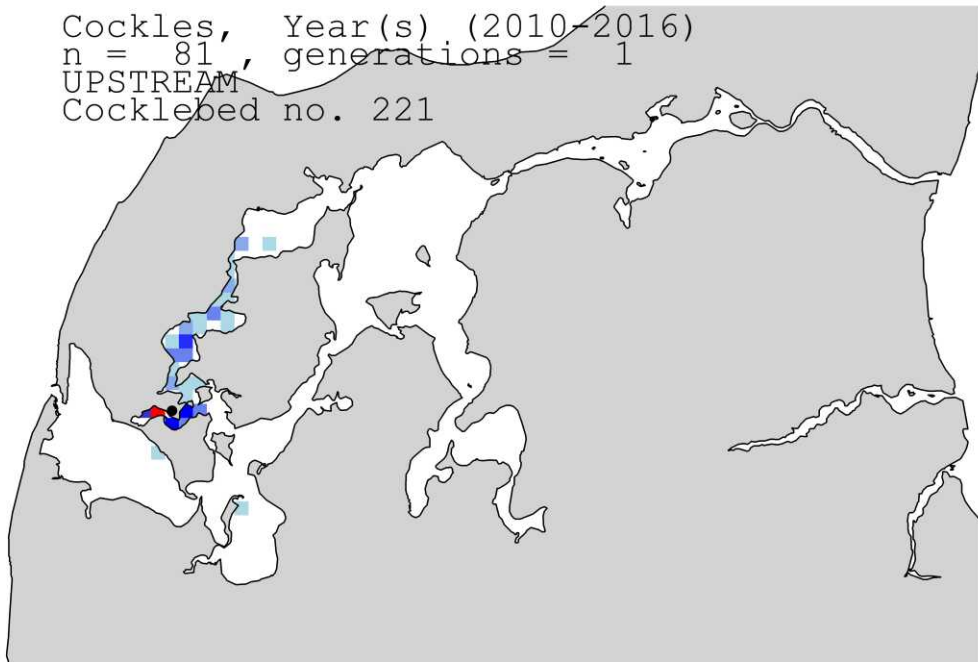 Cockles, Year(s) (2010-2016)
n = 81 , generations = 1
UPSTREAM
Cocklebed no. 221